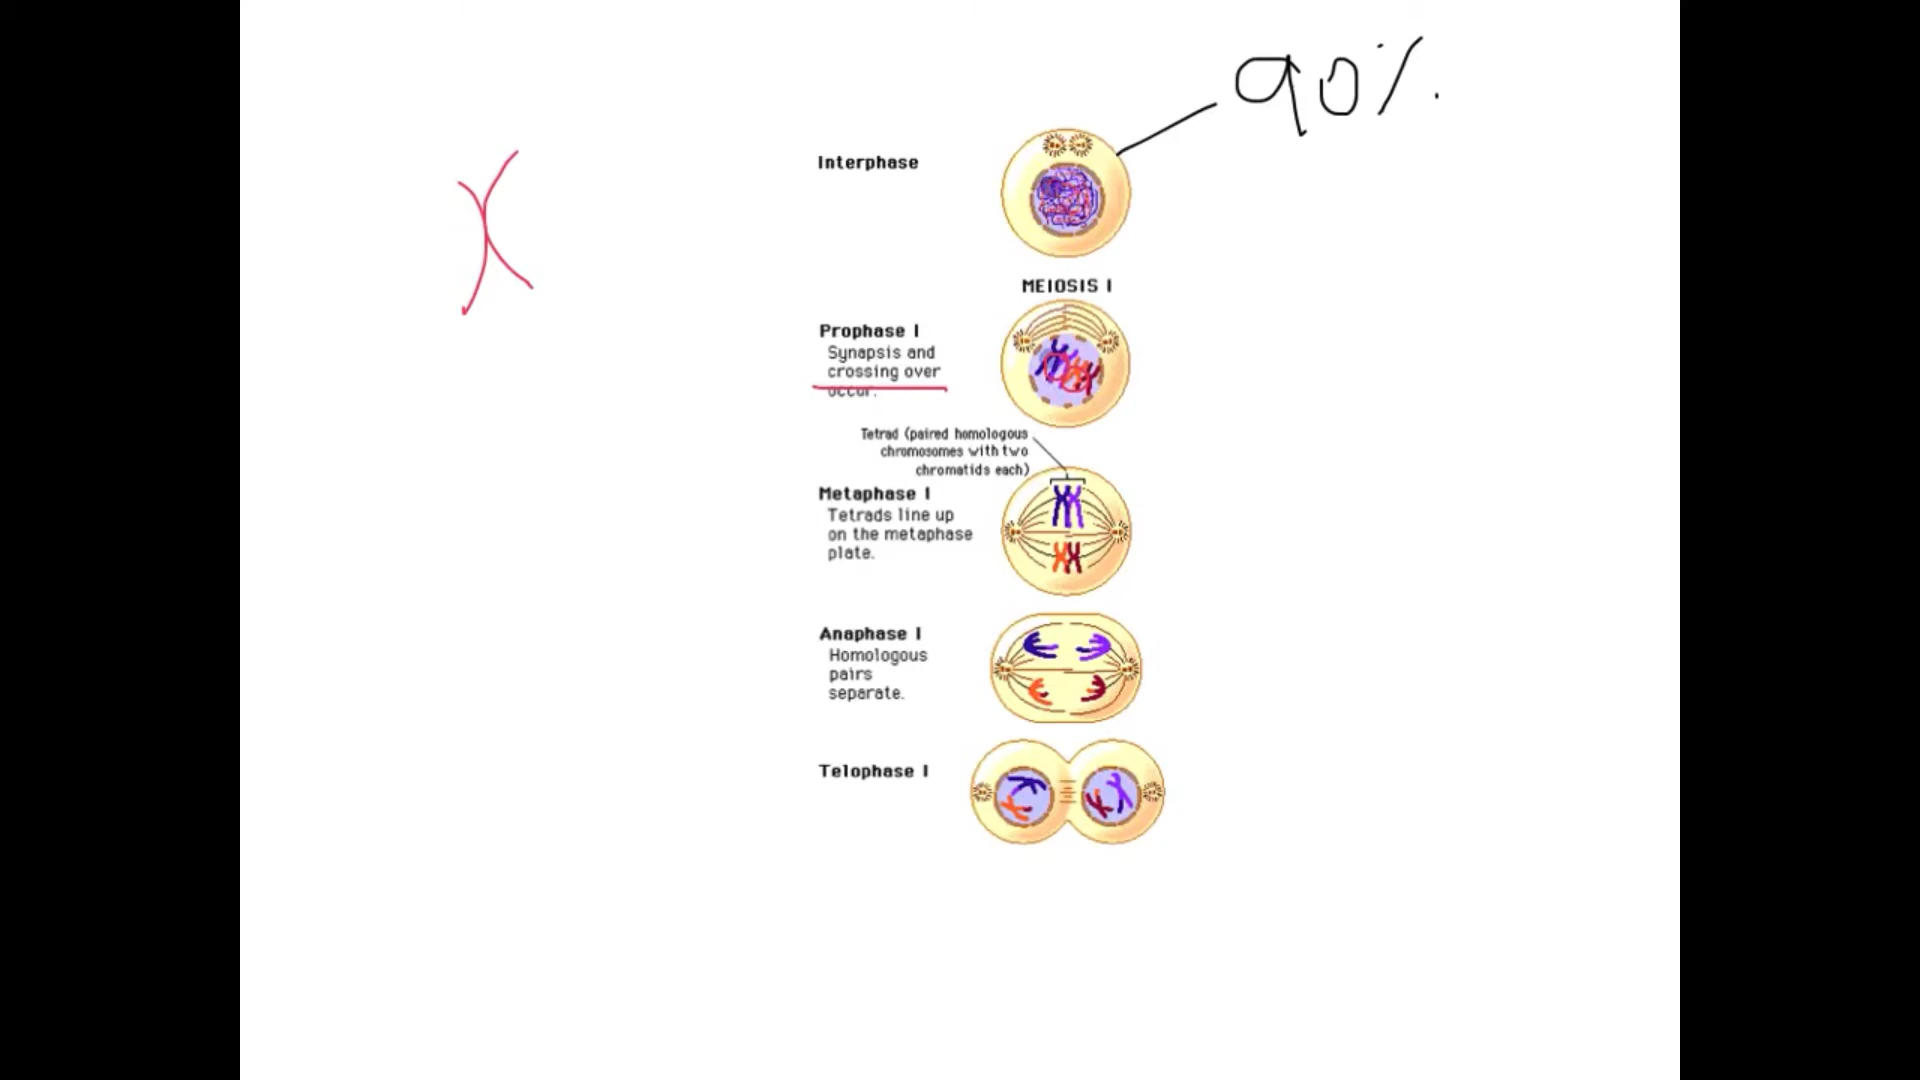 90%
Interphase
MEIOSIS I
Prophase I
Synapsis and
crossing over
occur.
Tetrad (paired homologous
chromosomes with two
chromatids each)
Metaphase I
Tetrads line up
on the metaphase
plate.
Anaphase I
Homologous
pairs
separate.
Telophase I